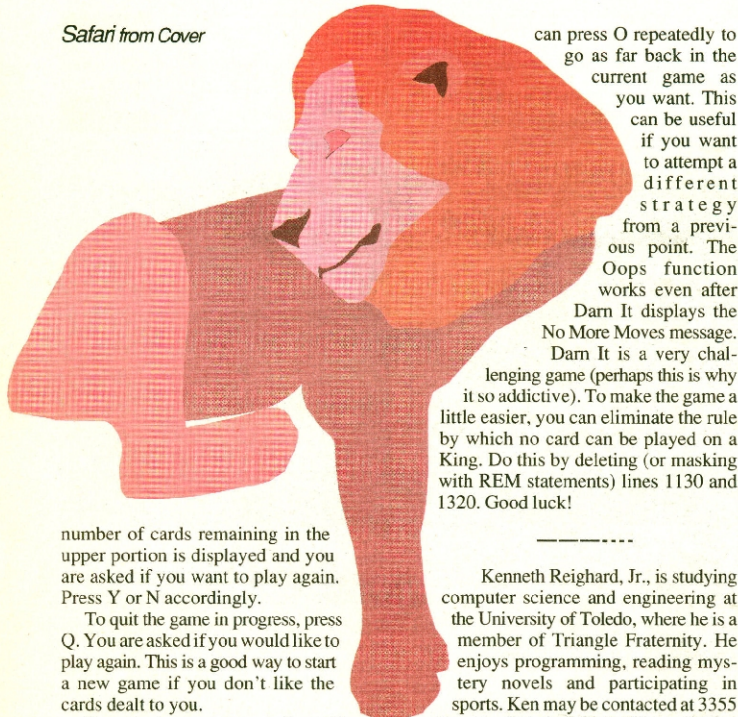 Safari from Cover
number of cards remaining in the
upper portion is displayed and you
are asked if you want to play again.
Press Y or N accordingly.
To quit the game in progress, press
Q. You are asked if you would like to
play again. This is a good way to start
a new game if you don't like the
cards dealt to you.
can press O repeatedly to
go as far back in the
current game as
you want. This
can be useful
if you want
to attempt a
different
strategy
from a previ-
ous point. The
Oops function
works even after
Darn It displays the
No More Moves message.
Darn It is a very chal-
lenging game (perhaps this is why
it so addictive). To make the game a
little easier, you can eliminate the rule
by which no card can be played on a
King. Do this by deleting (or masking
with REM statements) lines 1130 and
1320. Good luck!
Kenneth Reighard, Jr., is studying
computer science and engineering at
the University of Toledo, where he is a
member of Triangle Fraternity. He
enjoys programming, reading mys-
tery novels and participating in
sports. Ken may be contacted at 3355